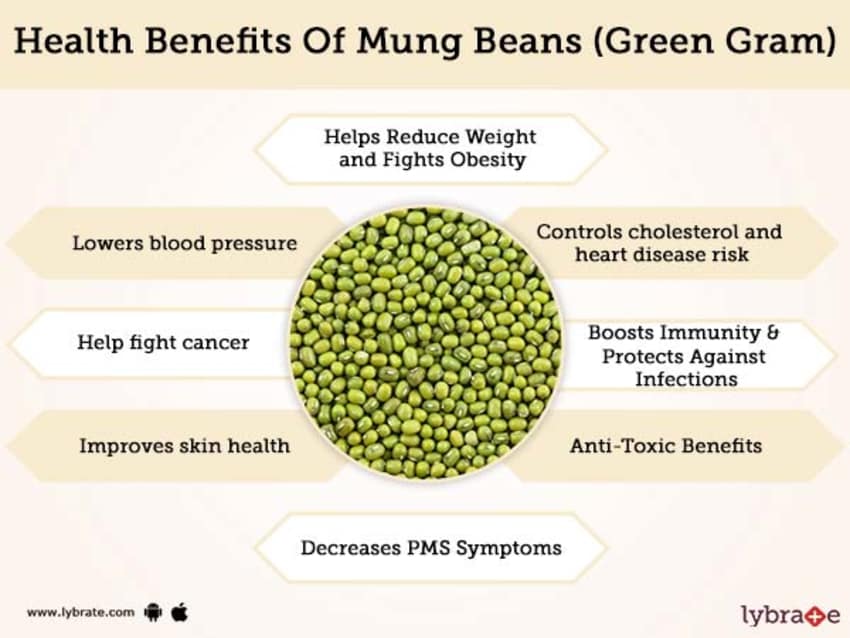 Health Benefits Of Mung Beans (Green Gram)
Helps Reduce Weight
and Fights Obesity
Lowers blood pressure
Controls cholesterol and
heart disease risk
Help fight cancer
Boosts Immunity &
Protects Against
Infections
Improves skin health
Anti-Toxic Benefits
Decreases PMS Symptoms
www.lybrate.com
lybrate